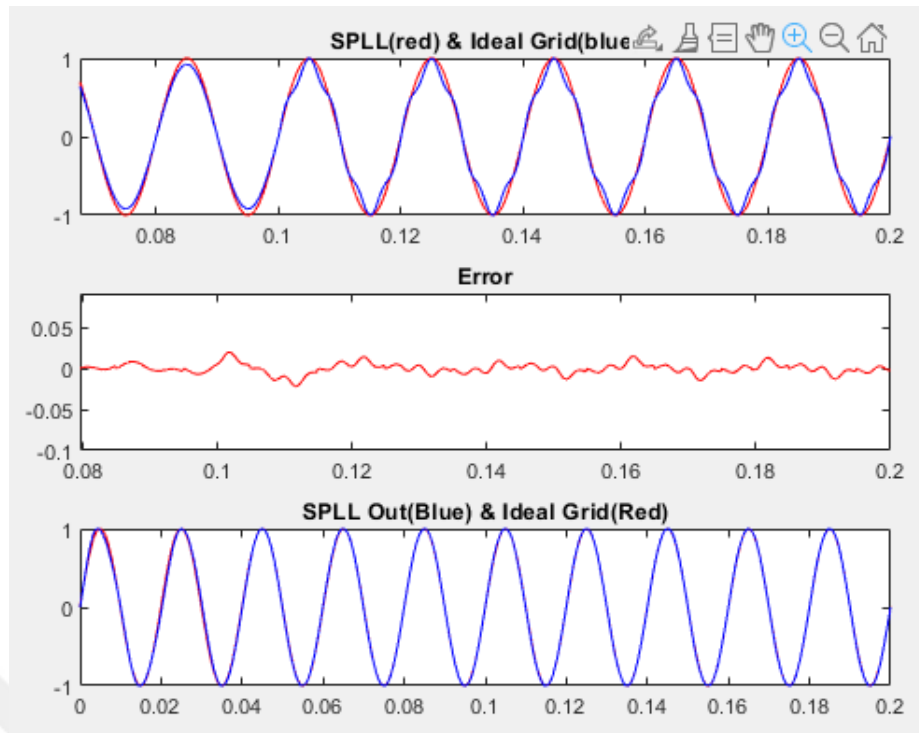 SPLL(red) & Ideal Grid(blue
1
0
-1
0.08 0.1 0.12 0.14 0.16 0.18 0.2
Error
0.05
0
-0.05
-0.1
0.08 0.1 0.12 0.14 0.16 0.18 0.2
SPLL Out(Blue) & Ideal Grid(Red)
1
0
-1
0 0.02 0.04 0.06 0.08 0.1 0.12 0.14 0.16 0.18 0.2